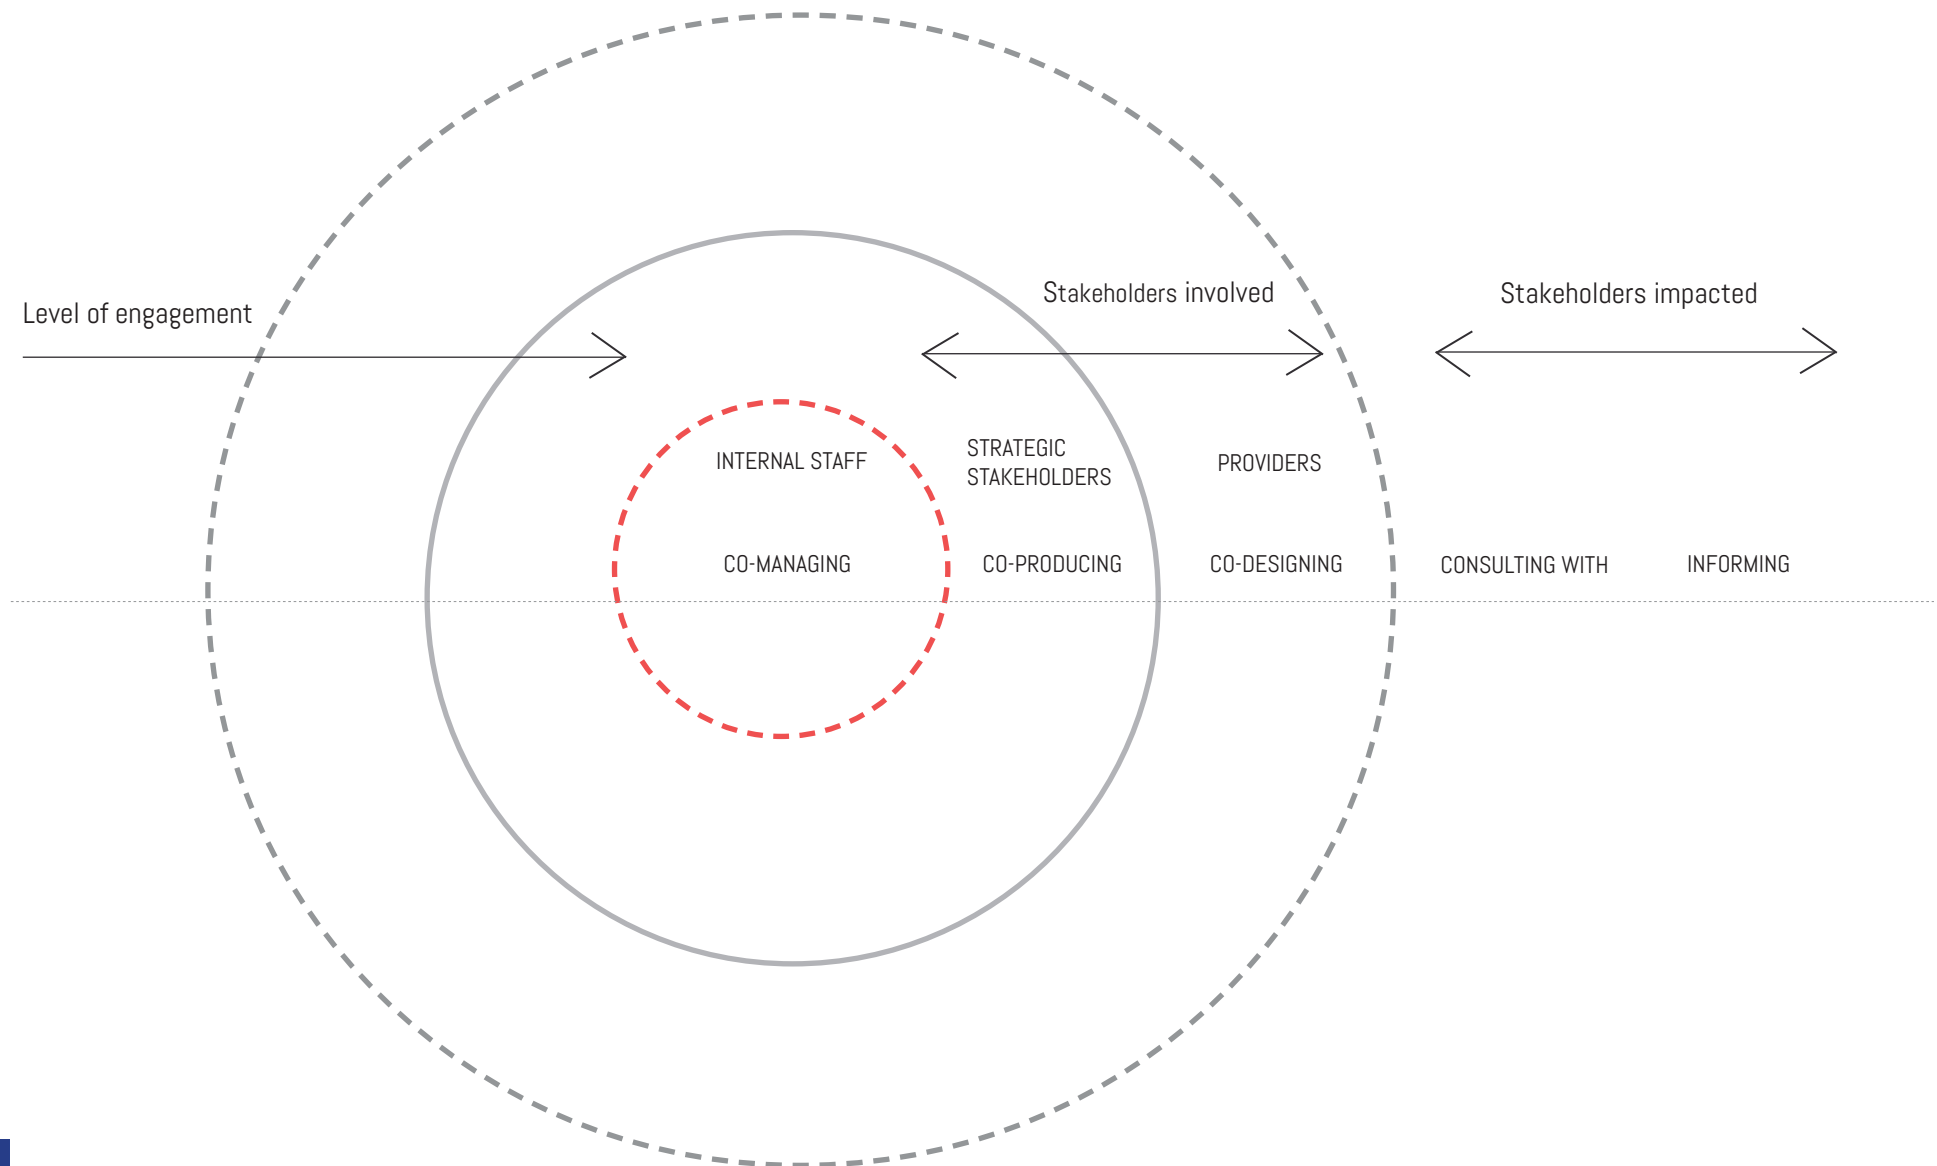 Level of engagement
Stakeholders involved
Stakeholders impacted
INTERNAL STAFF
STRATEGIC
STAKEHOLDERS
PROVIDERS
CO-MANAGING
CO-PRODUCING
CO-DESIGNING
CONSULTING WITH
INFORMING